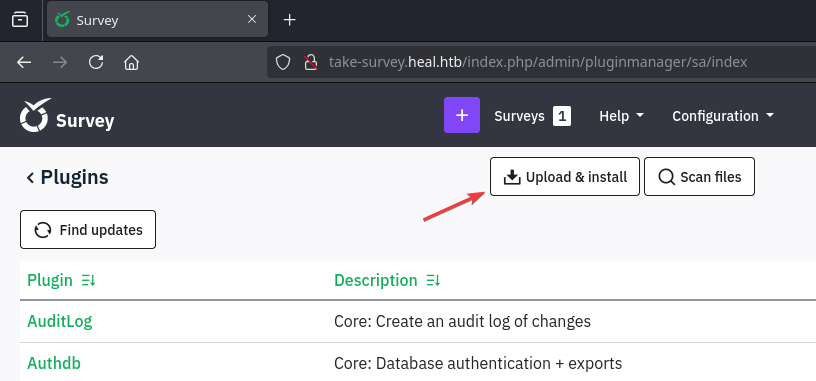 Survey
take-survey.heal.htb/index.php/admin/pluginmanager/sa/index
Survey
Surveys 1 Help Configuration
Plugins
Upload & install Scan files
Find updates
Plugin Description
AuditLog Core: Create an audit log of changes
Authdb Core: Database authentication + exports